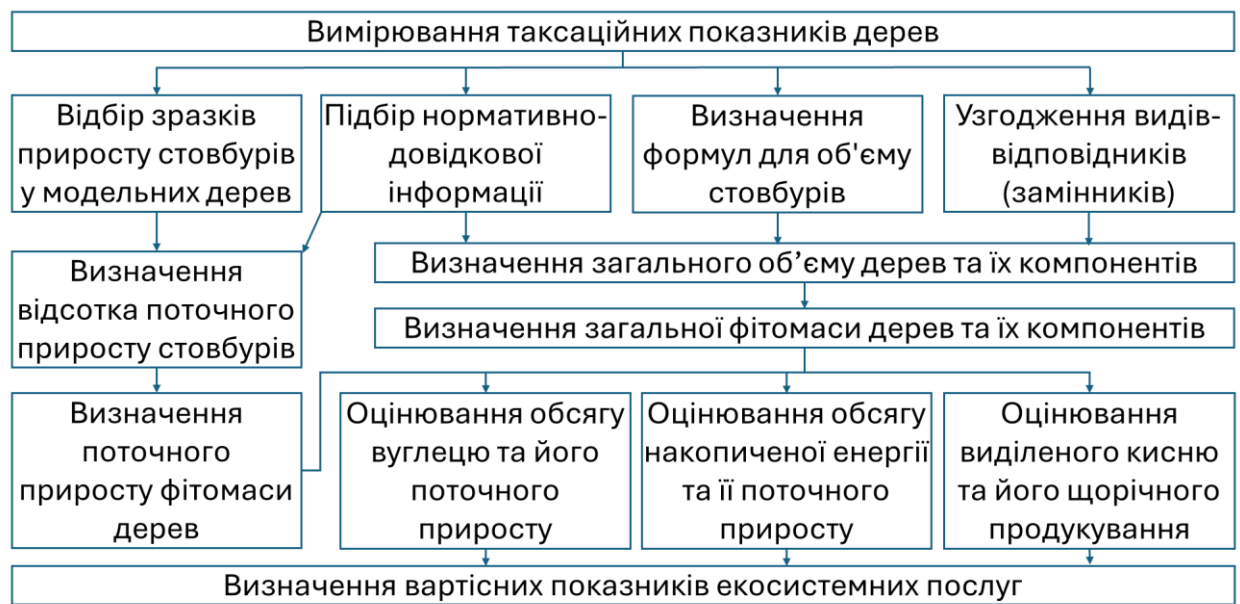 Вимірювання таксаційних показників дерев
Відбір зразків
приросту стовбурів
у модельних дерев
Підбір нормативно-
довідкової
інформації
Визначення
формул для об'єму
стовбурів
Узгодження видів-
відповідників
(замінників)
Визначення
відсотка поточного
приросту стовбурів
Визначення загального об’єму дерев та їх компонентів
Визначення загальної фітомаси дерев та їх компонентів
Визначення
поточного
приросту фітомаси
дерев
Оцінювання обсягу
вуглецю та його
поточного
приросту
Оцінювання обсягу
накопиченої енергії
та її поточного
приросту
Оцінювання
виділеного кисню
та його щорічного
продукування
Визначення вартісних показників екосистемних послуг